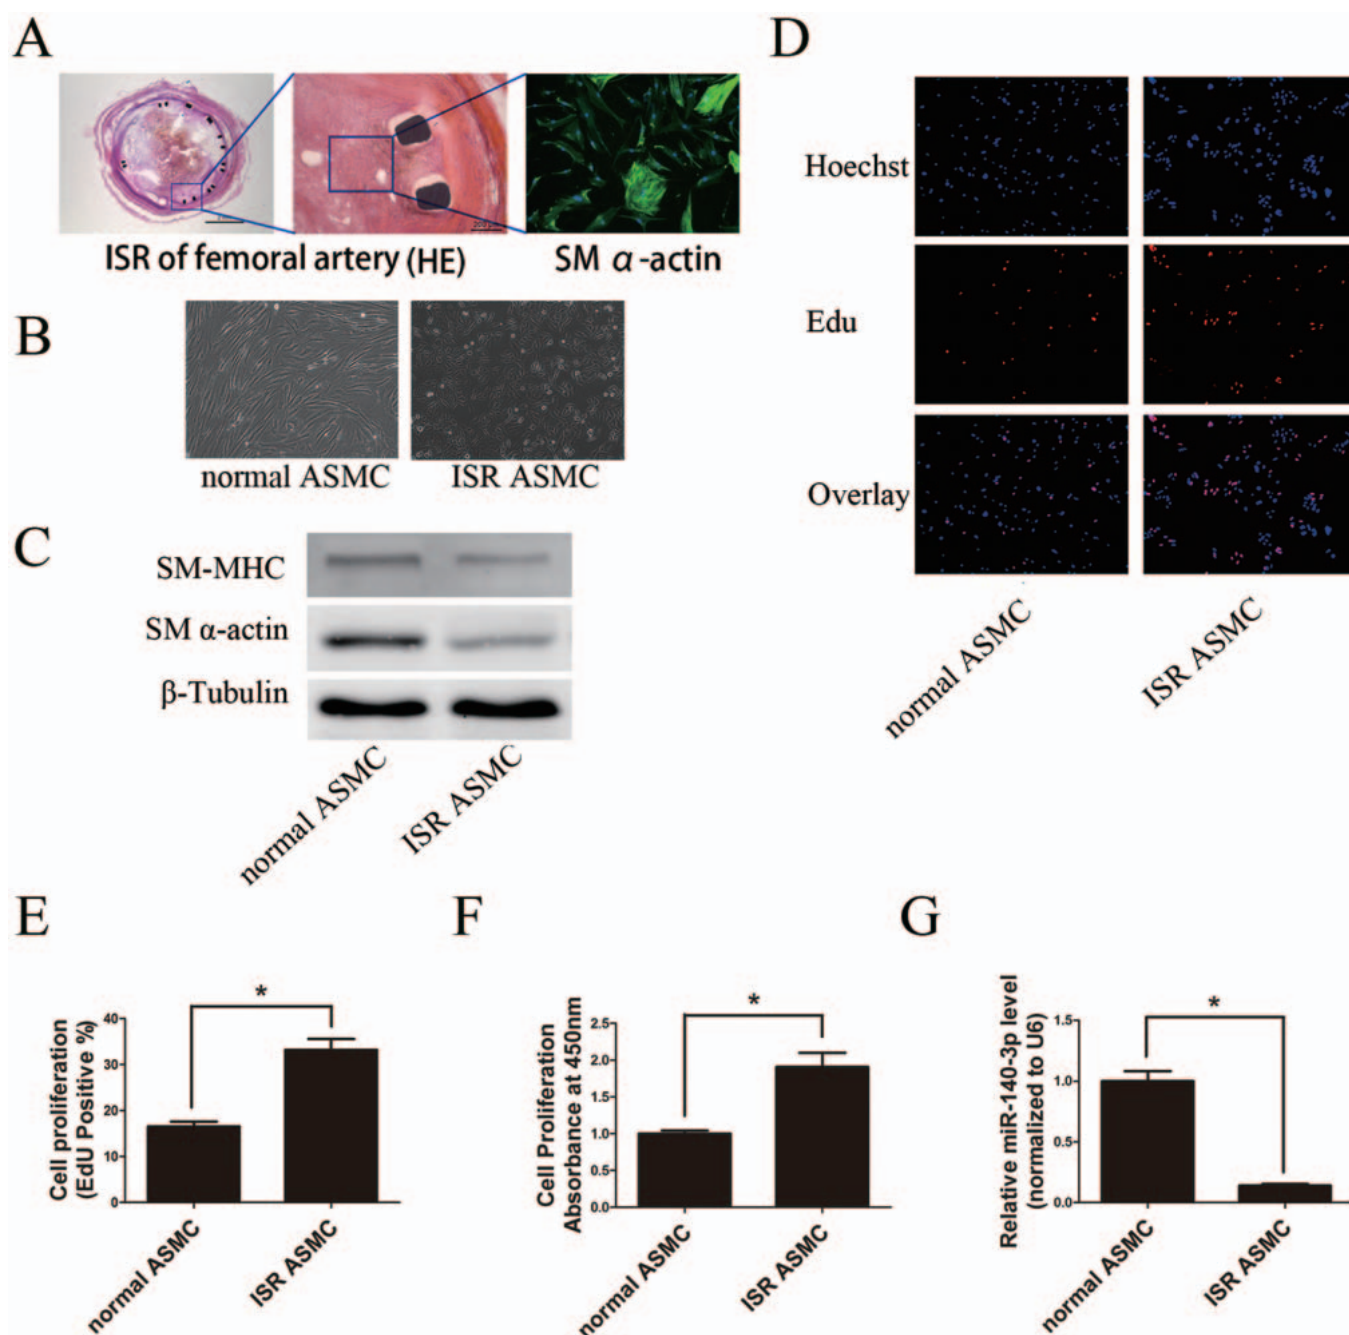 A
ISR of femoral artery (HE)
SM α-actin
B
normal ASMC
ISR ASMC
C
SM-MHC
SM α-actin
β-Tubulin
normal ASMC
ISR ASMC
D
Hoechst
Edu
Overlay
normal ASMC
ISR ASMC
E
Cell proliferation
(EdU Positive %)
40
30
20
10
0
*
normal ASMC
ISR ASMC
F
Cell Proliferation
Absorbance at 450nm
2.5
2.0
1.5
1.0
0.5
0.0
*
normal ASMC
ISR ASMC
G
Relative miR-140-3p level
(normalized to U6)
1.5
1.0
0.5
0.0
*
normal ASMC
ISR ASMC